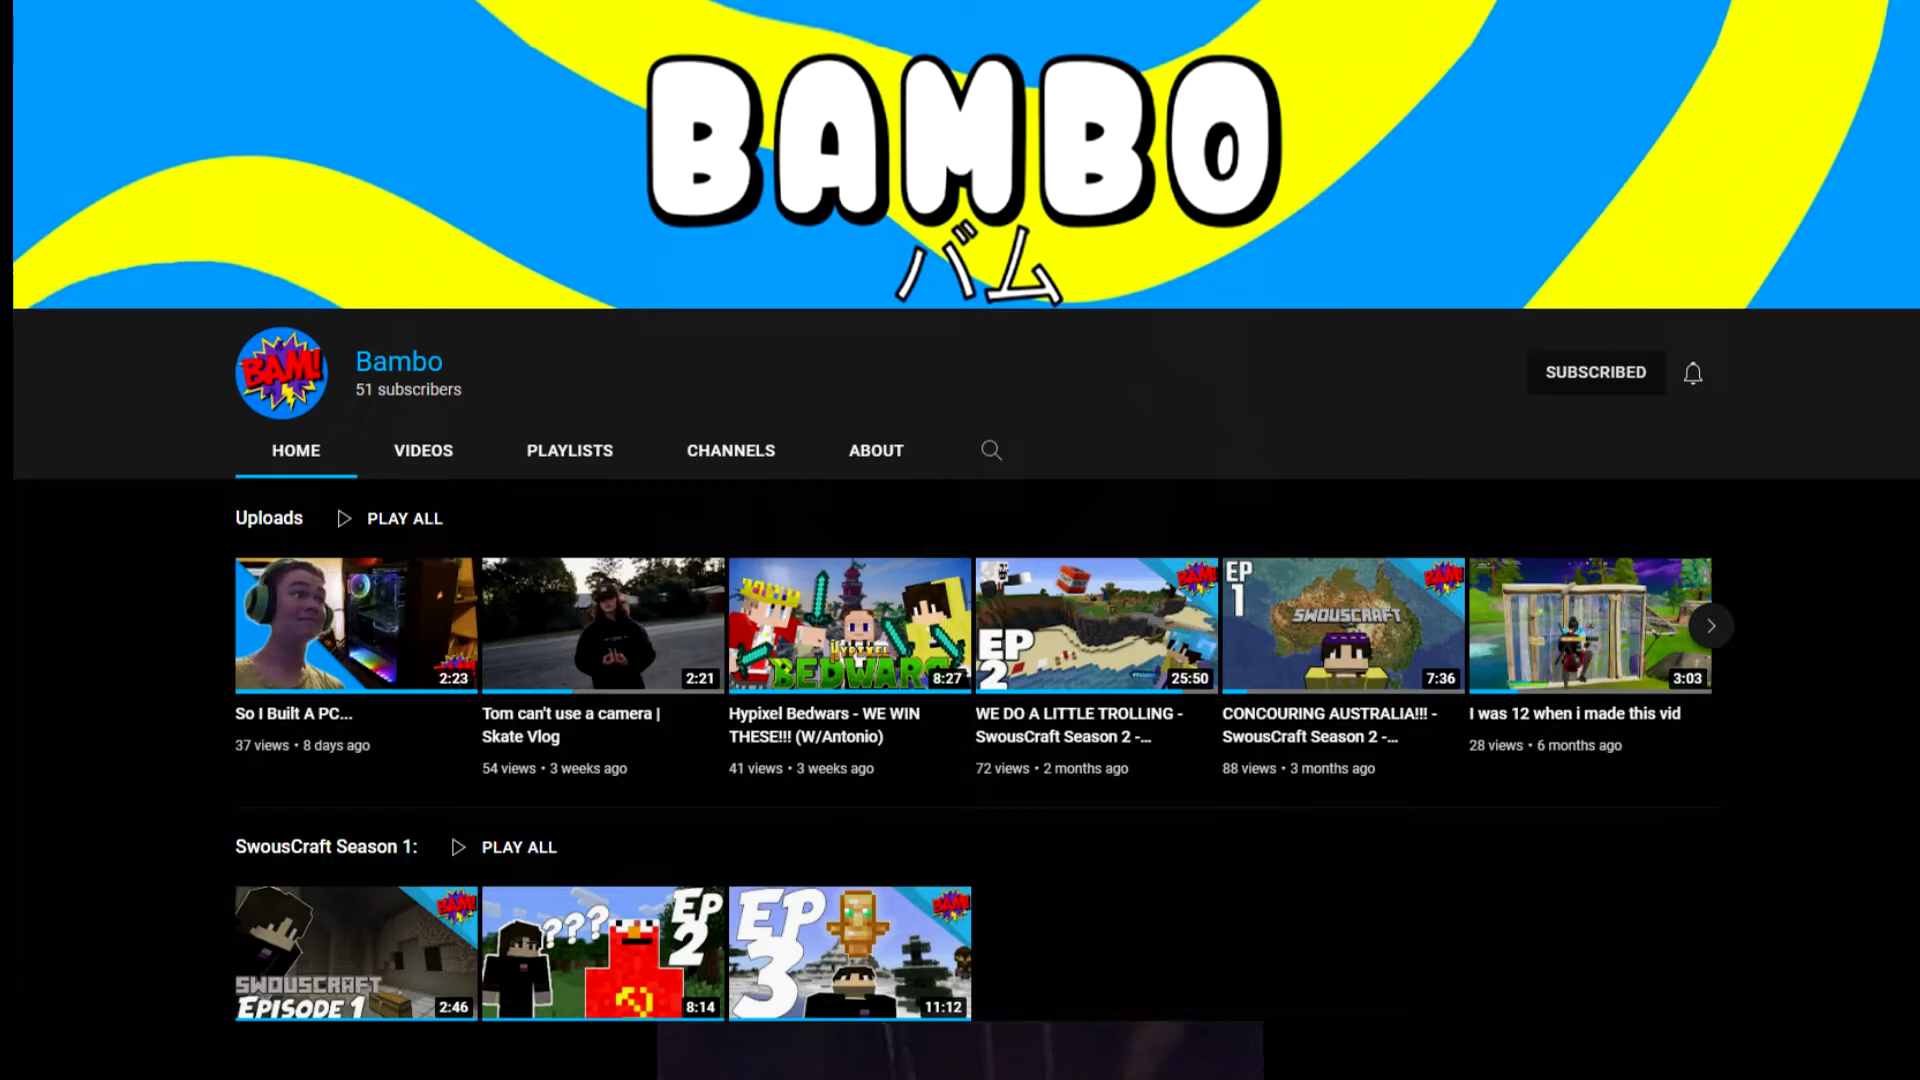 BAMBO
バム
BAM!
Bambo
51 subscribers
SUBSCRIBED
HOME VIDEOS PLAYLISTS CHANNELS ABOUT
Uploads PLAY ALL
2:23
2:21
HYPIXEL
BEDWARS
8:27
BAM!
EP
2
25:50
EP
1
BAM!
SWOUSCRAFT
7:36
3:03
So I Built A PC...
37 views • 8 days ago
Tom can't use a camera |
Skate Vlog
54 views • 3 weeks ago
Hypixel Bedwars - WE WIN
THESE!!! (W/Antonio)
41 views • 3 weeks ago
WE DO A LITTLE TROLLING -
SwousCraft Season 2 -...
72 views • 2 months ago
CONCOURING AUSTRALIA!!! -
SwousCraft Season 2 -...
88 views • 3 months ago
I was 12 when i made this vid
28 views • 6 months ago
SwousCraft Season 1: PLAY ALL
BAM!
SWOUSCRAFT
EPISODE 1
2:46
???
EP
2
8:14
EP
3
BAM!
11:12